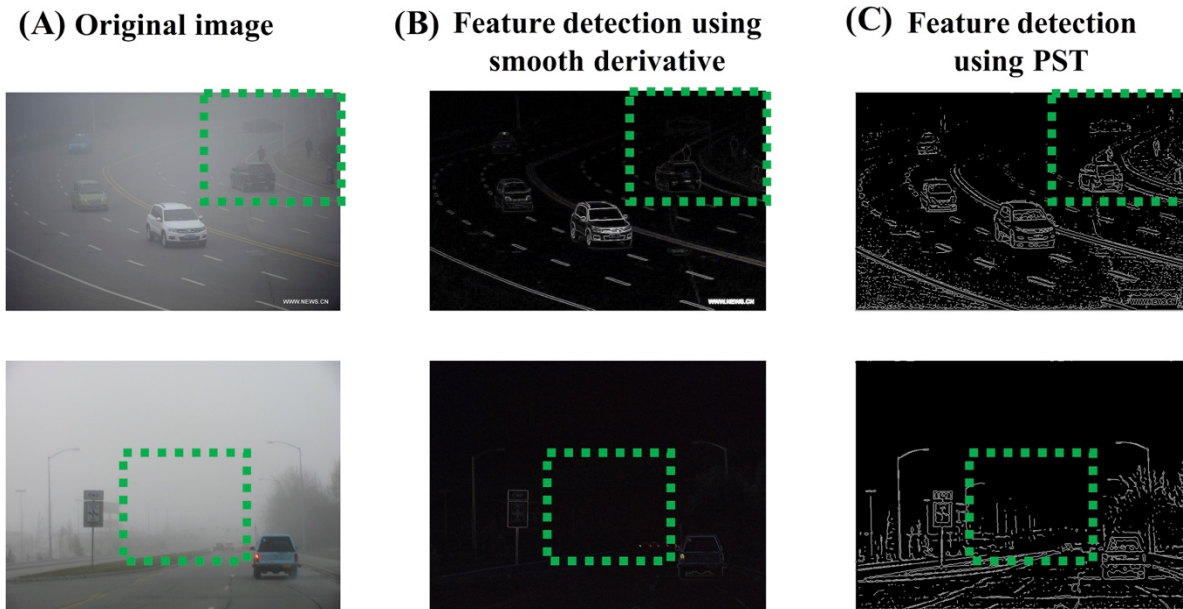 (A) Original image
(B) Feature detection using
smooth derivative
(C) Feature detection
using PST
WWW.NEWS.CN
WWW.NEWS.CN